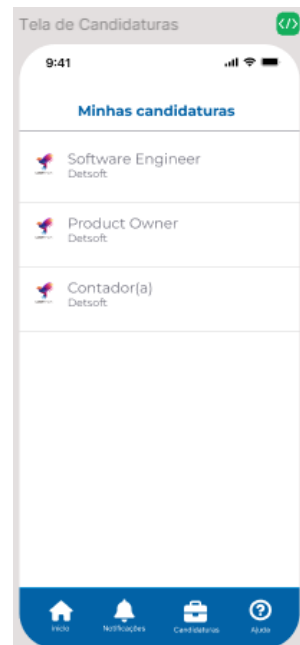 Tela de Candidaturas
</>
9:41
Minhas candidaturas
Software Engineer
Detsoft
Product Owner
Detsoft
Contador(a)
Detsoft
Início Notificações Candidaturas Ajuda